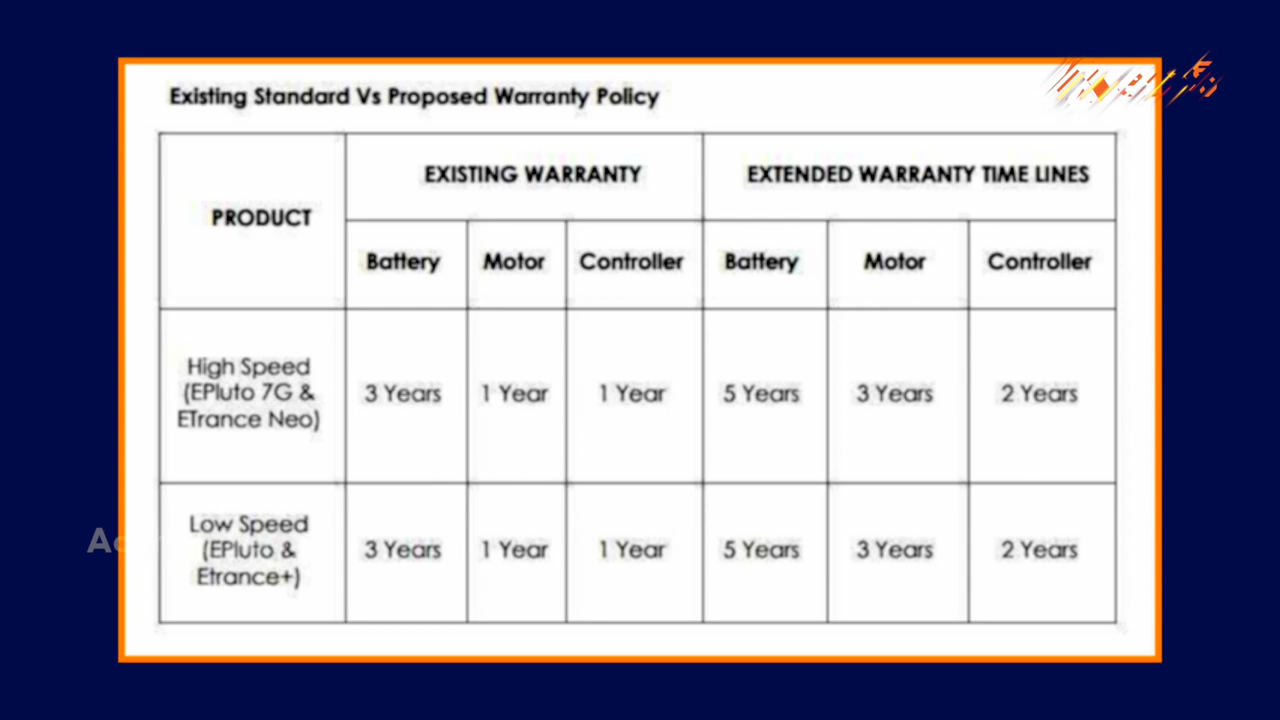 Existing Standard Vs Proposed Warranty Policy
PRODUCT
EXISTING WARRANTY
EXTENDED WARRANTY TIME LINES
Battery
Motor
Controller
Battery
Motor
Controller
High Speed
(EPluto 7G &
ETrance Neo)
3 Years
1 Year
1 Year
5 Years
3 Years
2 Years
Low Speed
(EPluto &
Etrance+)
3 Years
1 Year
1 Year
5 Years
3 Years
2 Years